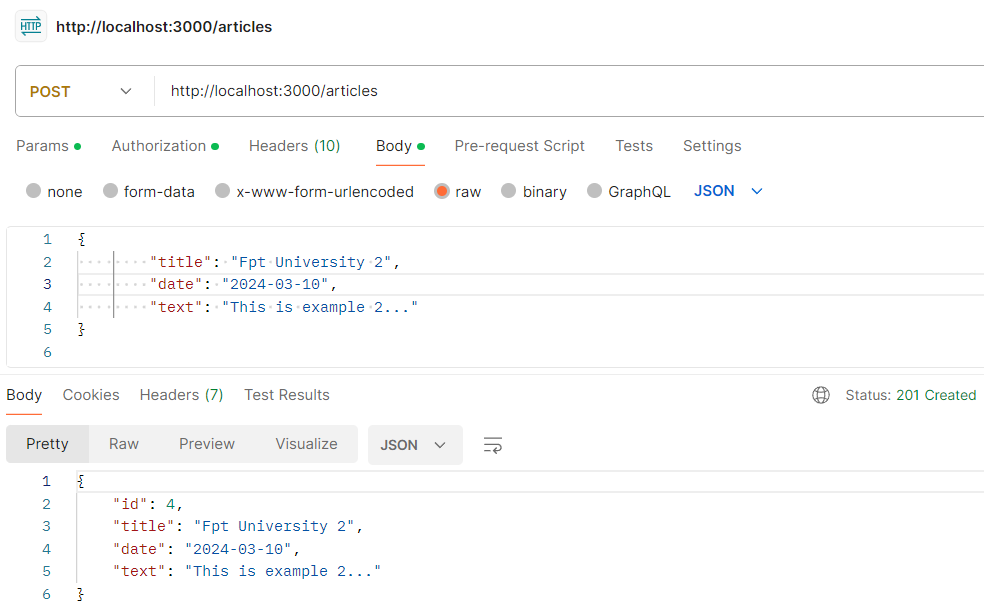 HTTP http://localhost:3000/articles
POST http://localhost:3000/articles
Params Authorization Headers (10) Body Pre-request Script Tests Settings
none form-data x-www-form-urlencoded raw binary GraphQL JSON
1 {
2 "title": "Fpt University 2",
3 "date": "2024-03-10",
4 "text": "This is example 2..."
5 }
6
Body Cookies Headers (7) Test Results Status: 201 Created
Pretty Raw Preview Visualize JSON
1 {
2 "id": 4,
3 "title": "Fpt University 2",
4 "date": "2024-03-10",
5 "text": "This is example 2..."
6 }